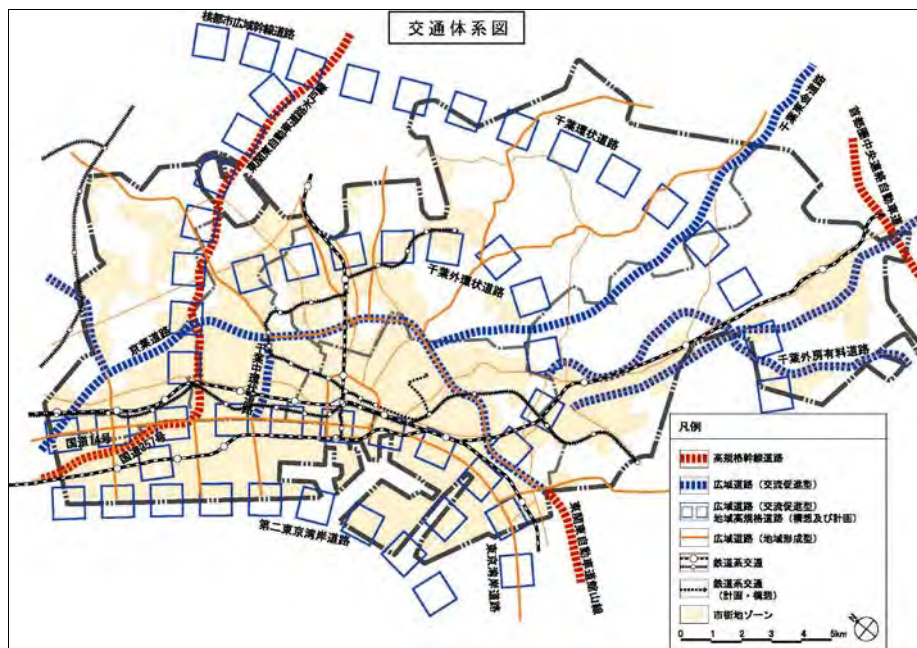 交通体系図
核都市広域幹線道路
東関東自動車道路水戸線
千葉環状道路
千葉東金道路
首都圏中央連絡自動車道
千葉外環状道路
京葉道路
千葉中環状道路
千葉外房有料道路
国道14号
国道357号
第二東京湾岸道路
東京湾岸道路
東関東自動車道館山線
凡例
高規格幹線道路
広域道路(交流促進型)
広域道路(交流促進型)
地域高規格道路(構想及び計画)
広域道路(地域形成型)
鉄道系交通
鉄道系交通
(計画・構想)
市街地ゾーン
0 1 2 3 4 5km
N